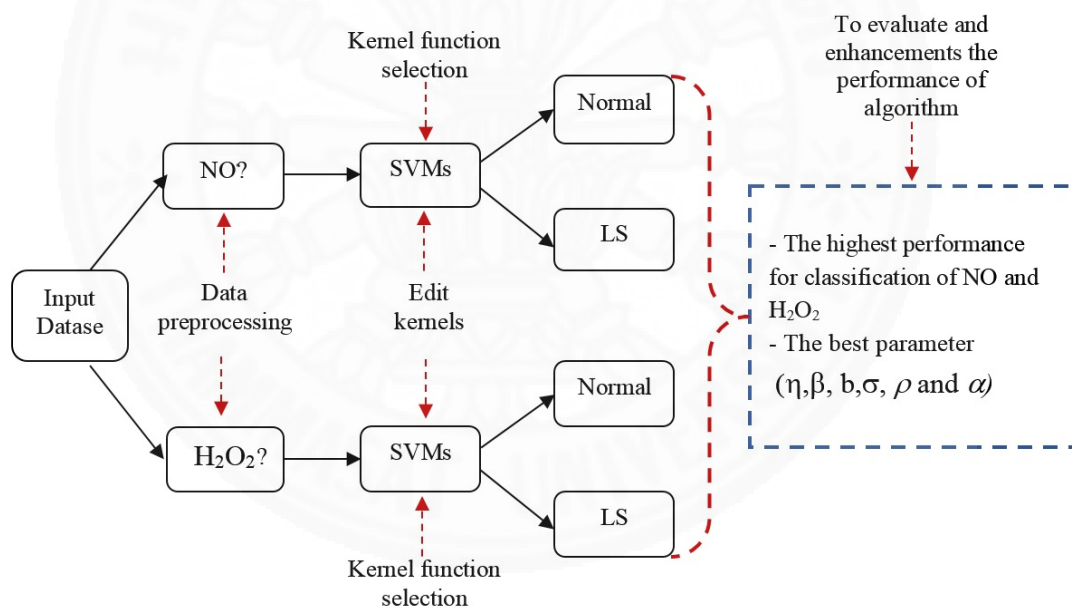 Kernel function
selection
To evaluate and
enhancements the
performance of
algorithm
Normal
NO?
SVMs
LS
Input
Datase
Data
preprocessing
Edit
kernels
- The highest performance
for classification of NO and
H₂O₂
- The best parameter
(η,β, b,σ, ρ and α)
Normal
H₂O₂?
SVMs
LS
Kernel function
selection